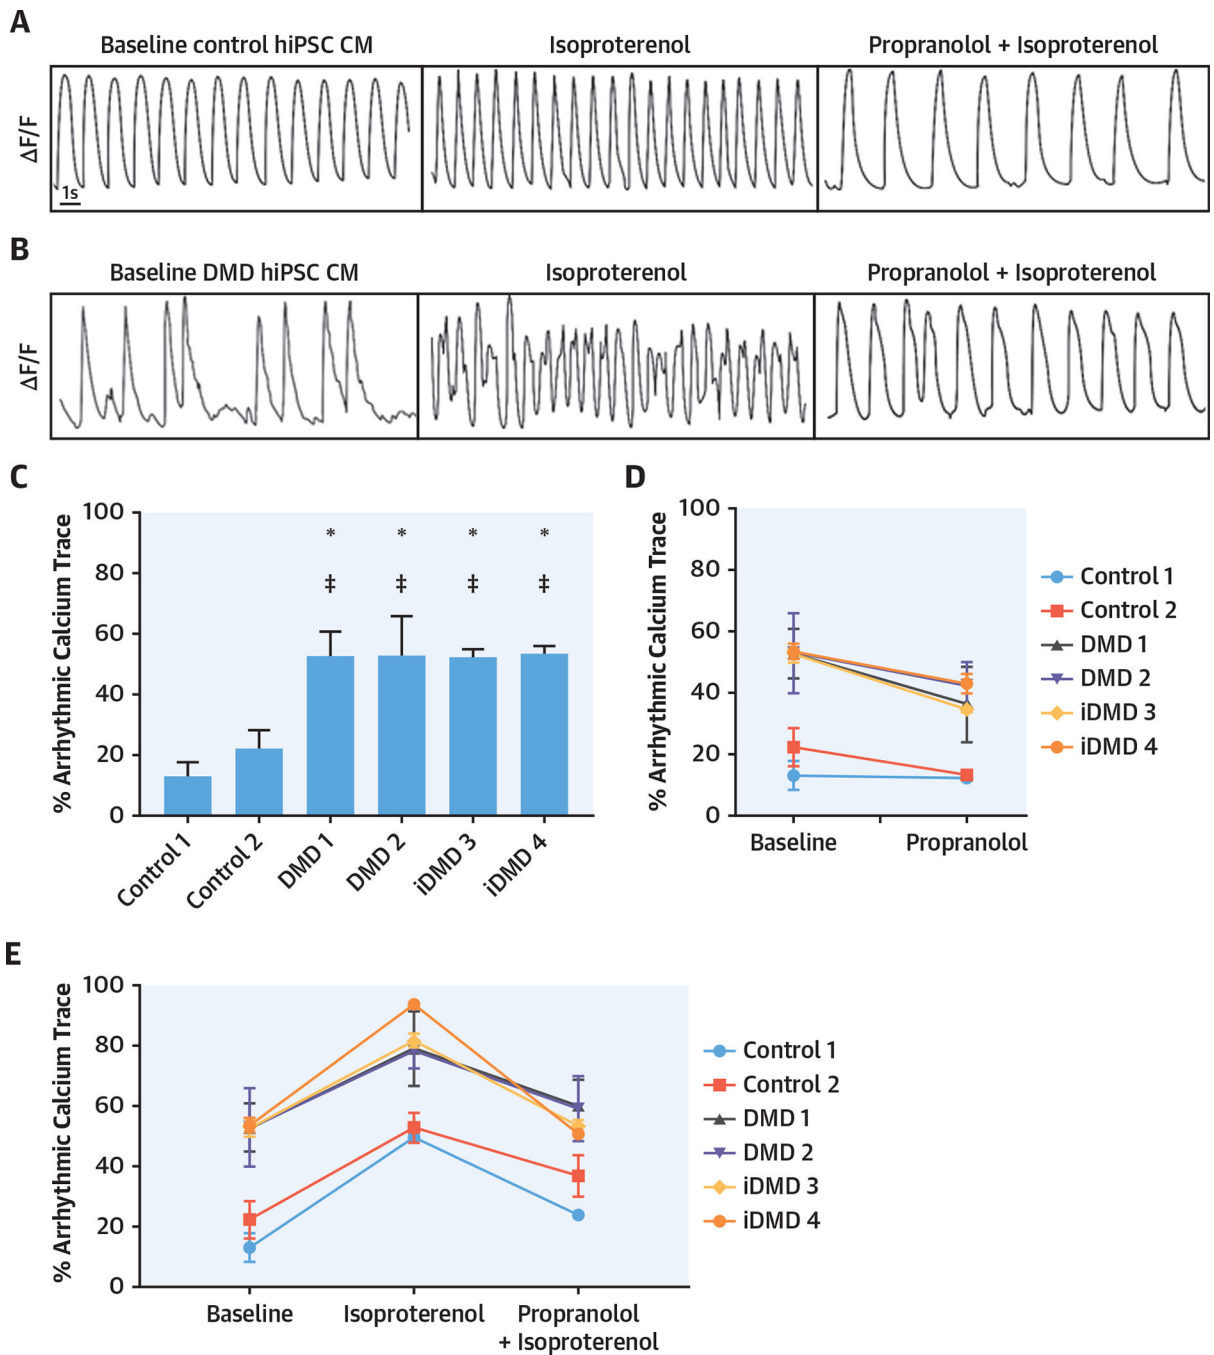 A
Baseline control hiPSC CM
Isoproterenol
Propranolol + Isoproterenol
ΔF/F
1s
B
Baseline DMD hiPSC CM
Isoproterenol
Propranolol + Isoproterenol
ΔF/F
C
% Arrhythmic Calcium Trace
100
80
60
40
20
0
* * * *
‡ ‡ ‡ ‡
Control 1
Control 2
DMD 1
DMD 2
iDMD 3
iDMD 4
D
% Arrhythmic Calcium Trace
100
80
60
40
20
0
Baseline
Propranolol
Control 1
Control 2
DMD 1
DMD 2
iDMD 3
iDMD 4
E
% Arrhythmic Calcium Trace
100
80
60
40
20
0
Baseline
Isoproterenol
Propranolol
+ Isoproterenol
Control 1
Control 2
DMD 1
DMD 2
iDMD 3
iDMD 4